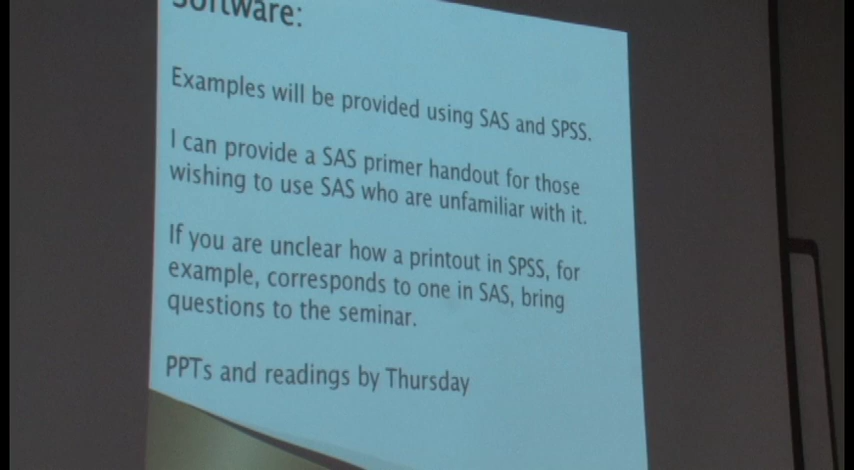 Software:
Examples will be provided using SAS and SPSS.
I can provide a SAS primer handout for those
wishing to use SAS who are unfamiliar with it.
If you are unclear how a printout in SPSS, for
example, corresponds to one in SAS, bring
questions to the seminar.
PPTs and readings by Thursday